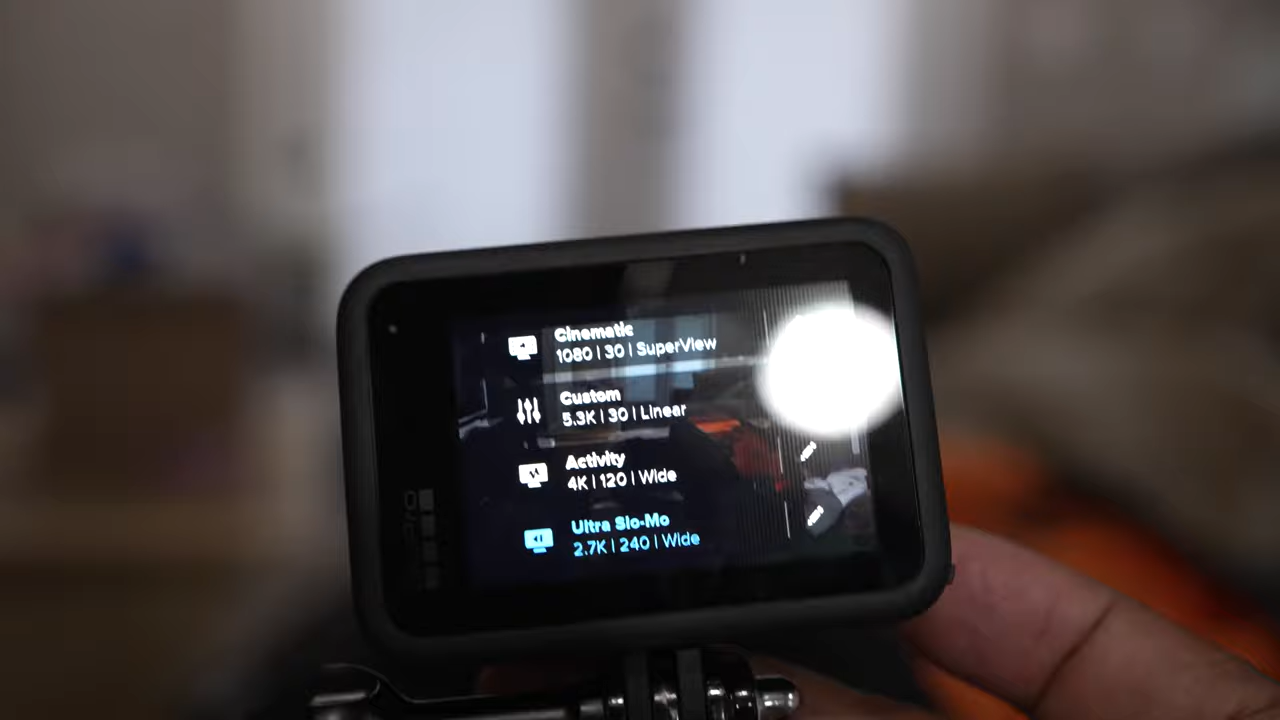 Cinematic
1080 | 30 | SuperView
Custom
5.3K | 30 | Linear
Activity
4K | 120 | Wide
Ultra Slo-Mo
2.7K | 240 | Wide